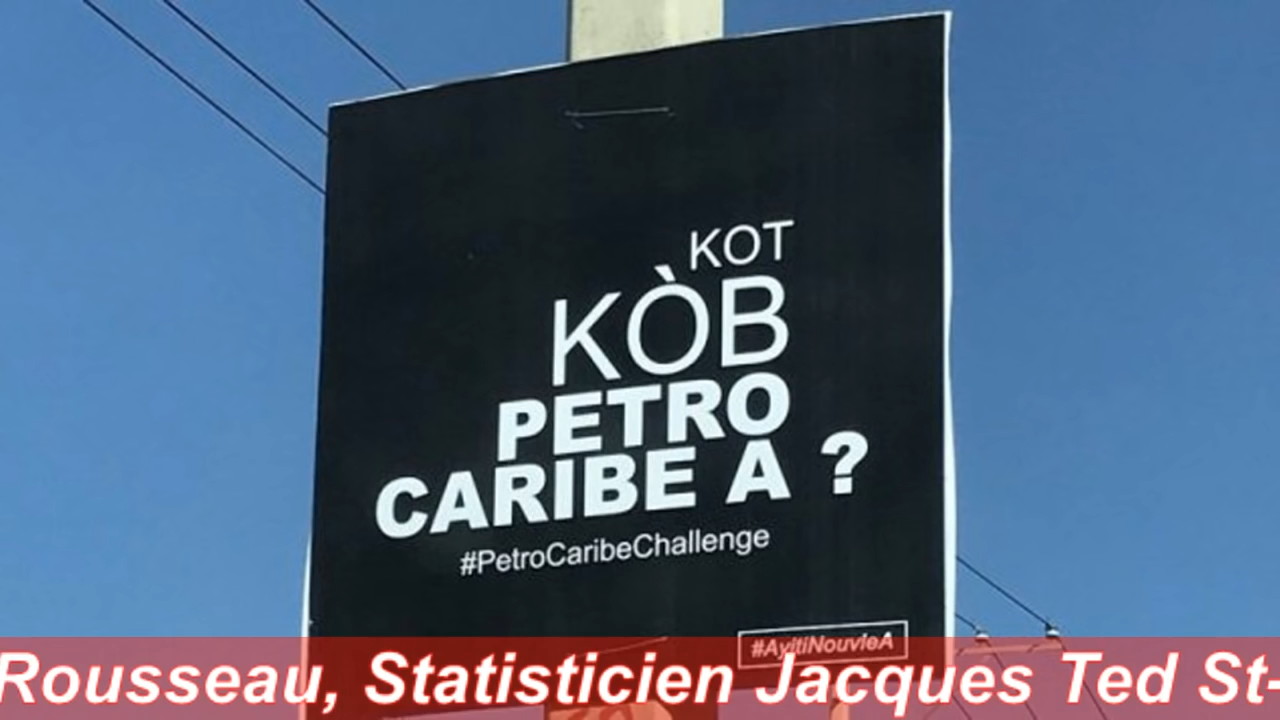 KOT
KÒB
PETRO
CARIBE A ?
#PetroCaribeChallenge
#AyitiNouvleA
Rousseau, Statisticien Jacques Ted St-